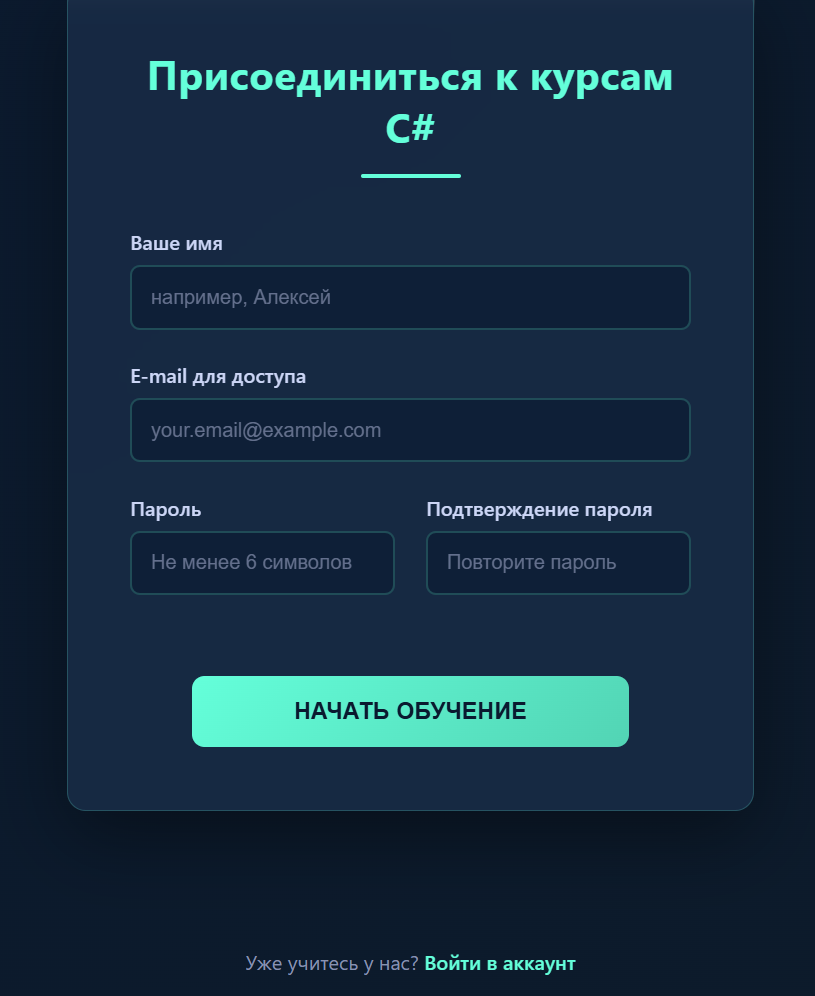 Присоединиться к курсам
C#
Ваше имя
например, Алексей
E-mail для доступа
your.email@example.com
Пароль
Подтверждение пароля
Не менее 6 символов
Повторите пароль
НАЧАТЬ ОБУЧЕНИЕ
Уже учитесь у нас? Войти в аккаунт